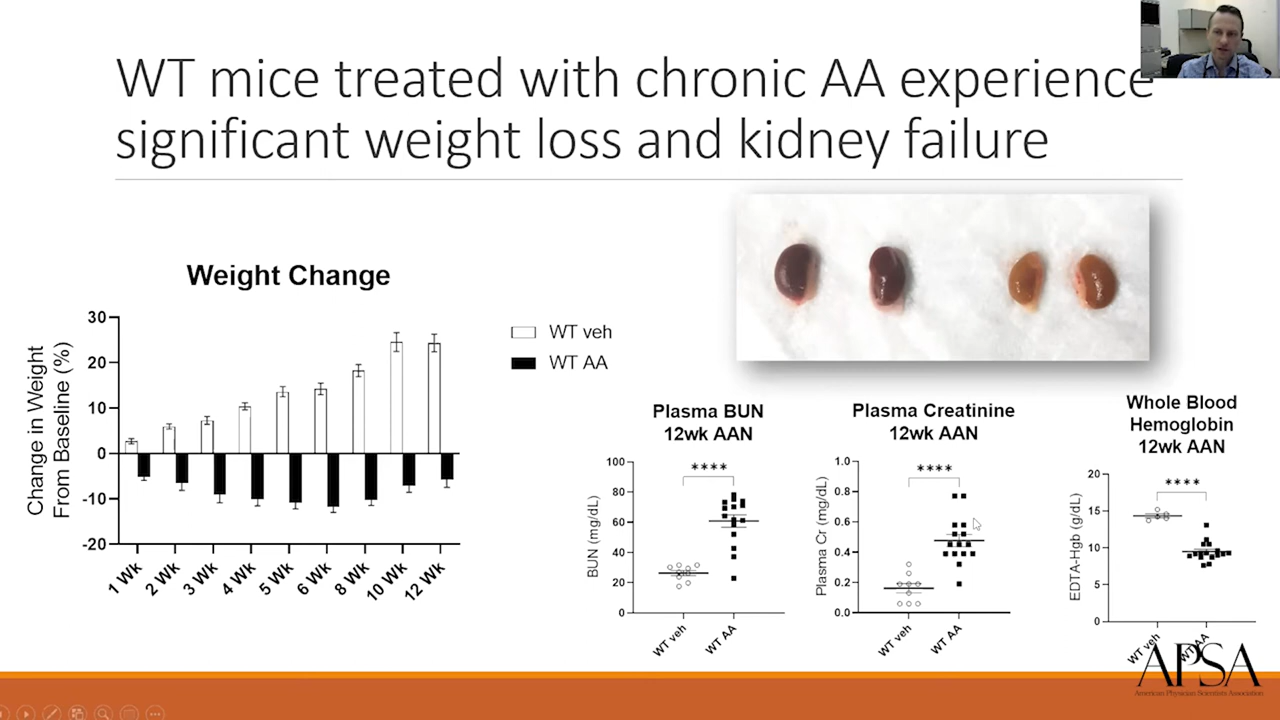 WT mice treated with chronic AA experience
significant weight loss and kidney failure
Weight Change
Change in Weight
From Baseline (%)
30
20
10
0
-10
-20
1 Wk
2 Wk
3 Wk
4 Wk
5 Wk
6 Wk
8 Wk
10 Wk
12 Wk
WT veh
WT AA
Plasma BUN
12wk AAN
BUN (mg/dL)
100
80
60
40
20
0
****
WT veh
WT AA
Plasma Creatinine
12wk AAN
Plasma Cr (mg/dL)
1.0
0.8
0.6
0.4
0.2
0.0
****
WT veh
WT AA
Whole Blood
Hemoglobin
12wk AAN
EDTA-Hgb (g/dL)
20
15
10
5
0
****
WT veh
WT AA
APSA
American Physician Scientists Association